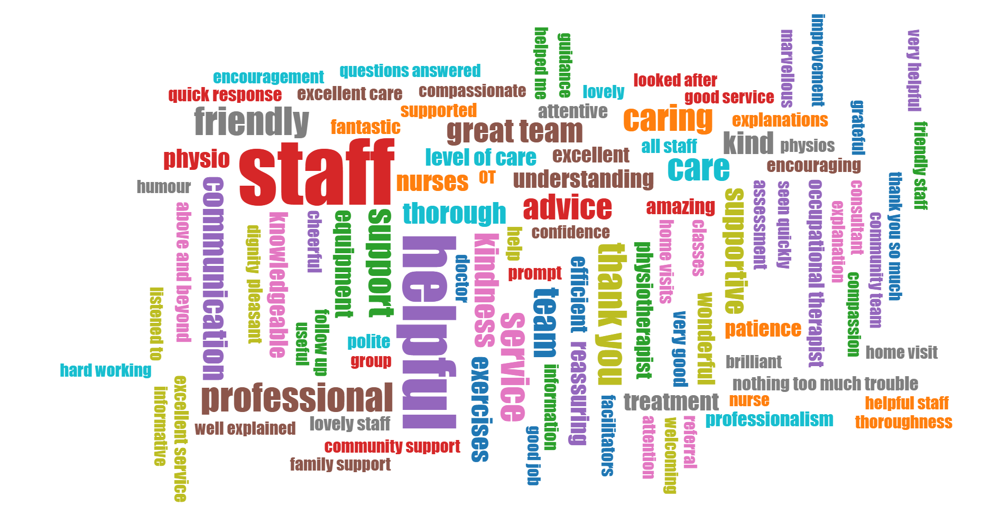 improvement
marvellous
very helpful
helped me
guidance
questions answered
encouragement
looked after
quick response
excellent care
compassionate
lovely
good service
grateful
friendly
supported
attentive
caring
explanations
fantastic
great team
friendly staff
staff
kind
physios
all staff
physio
level of care
excellent
care
encouraging
nurses
OT
understanding
humour
communication
thank you so much
above and beyond
advice
amazing
supportive
assessment
seen quickly
occupational therapist
explanation
consultant
thorough
knowledgeable
cheerful
equipment
support
dignity
pleasant
helpful
kindness
help
confidence
home visits
classes
community team
doctor
prompt
efficient
thank you
physiotherapist
compassion
listened to
team
wonderful
useful
follow up
service
very good
patience
polite
group
reassuring
home visit
hard working
exercises
information
brilliant
excellent service
informative
professional
nothing too much trouble
treatment
nurse
helpful staff
facilitators
well explained
lovely staff
attention
welcoming
referral
professionalism
thoroughness
community support
good job
family support